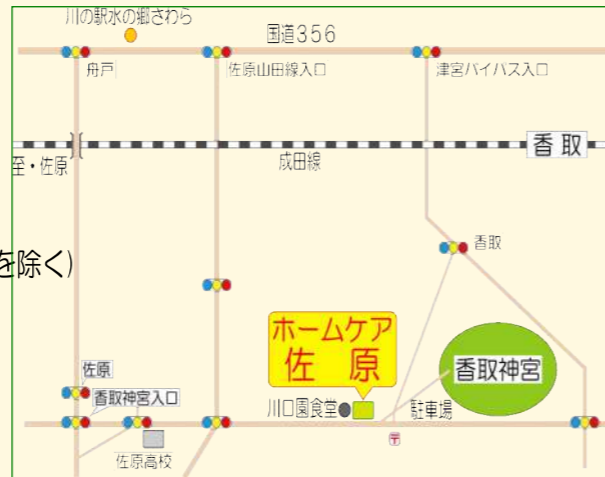 川の駅水の郷さわら
国道356
舟戸
佐原山田線入口
津宮バイパス入口
香取
至・佐原
成田線
香取
を除く)
ホームケア
佐 原
香取神宮
佐原
香取神宮入口
川口園食堂
駐車場
〒
佐原高校